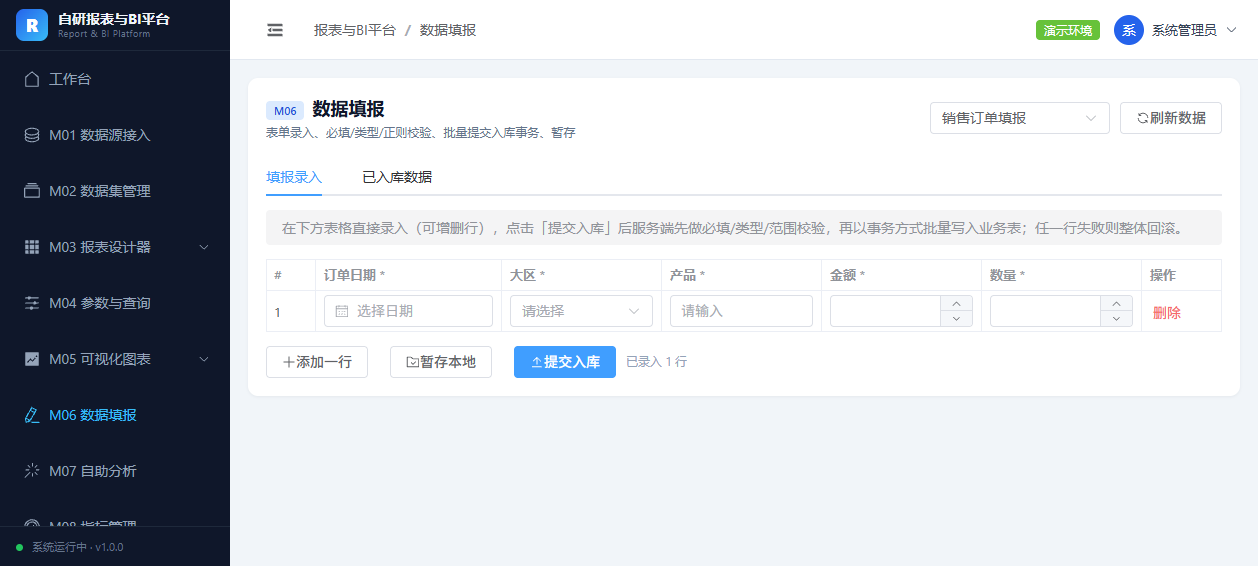 R
自研报表与BI平台
Report & BI Platform
工作台
M01 数据源接入
M02 数据集管理
M03 报表设计器
M04 参数与查询
M05 可视化图表
M06 数据填报
M07 自助分析
M08 指标管理
系统运行中 · v1.0.0
报表与BI平台 / 数据填报
演示环境
系 系统管理员
M06 数据填报
表单录入、必填/类型/正则校验、批量提交入库事务、暂存
销售订单填报
刷新数据
填报录入 已入库数据
在下方表格直接录入（可增删行），点击「提交入库」后服务端先做必填/类型/范围校验，再以事务方式批量写入业务表；任一行失败则整体回滚。
# 订单日期 * 大区 * 产品 * 金额 * 数量 * 操作
1 选择日期 请选择 请输入 删除
添加一行 暂存本地 提交入库 已录入 1 行